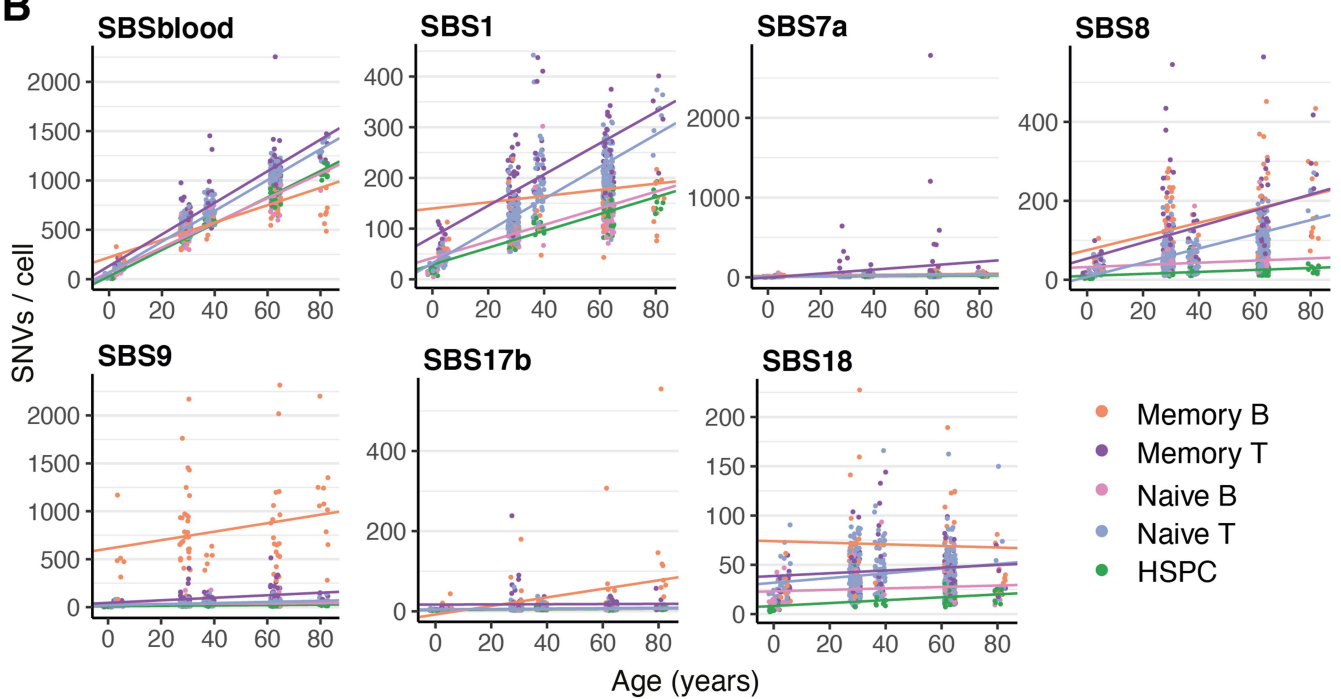 B
SBSblood
SBS1
SBS7a
SBS8
2000
1500
1000
500
0
0 20 40 60 80
400
300
200
100
0
0 20 40 60 80
2000
1000
0
0 20 40 60 80
400
200
0
0 20 40 60 80
SNVs / cell
SBS9
SBS17b
SBS18
2000
1500
1000
500
0
0 20 40 60 80
400
200
0
0 20 40 60 80
200
150
100
50
0
0 20 40 60 80
Memory B
Memory T
Naive B
Naive T
HSPC
Age (years)